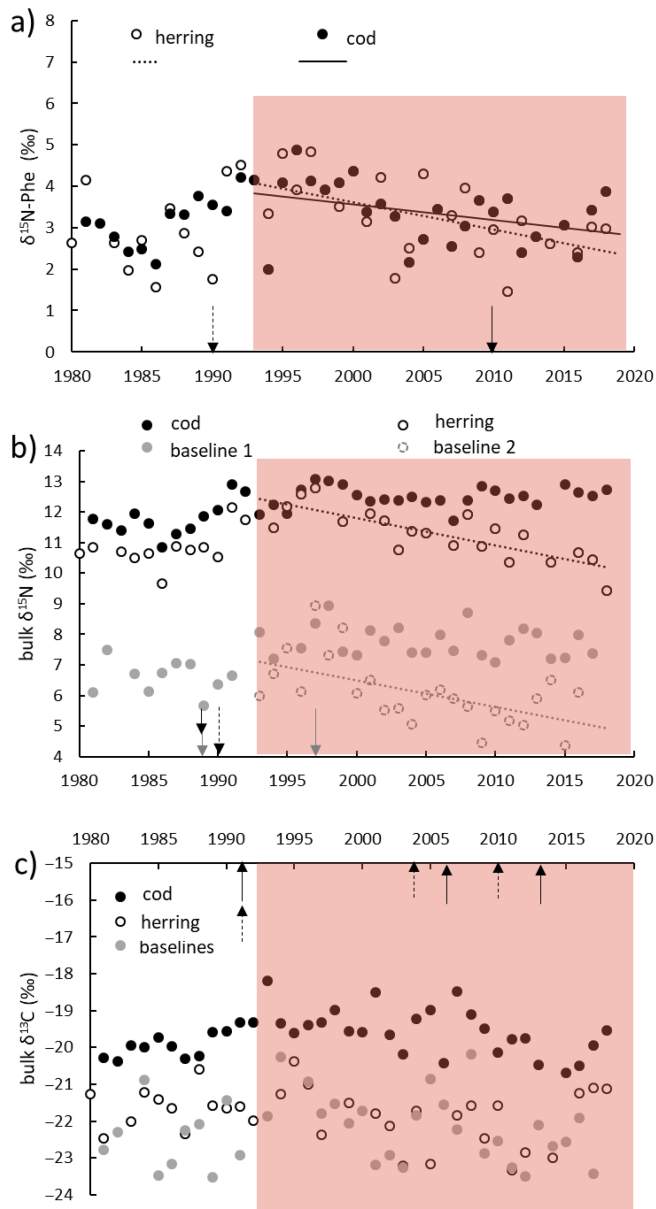 a)
herring cod
8
7
6
5
4
3
2
1
0
δ¹⁵N-Phe (‰)
1980 1985 1990 1995 2000 2005 2010 2015 2020
cod herring
baseline 1 baseline 2
b)
14
13
12
11
10
9
8
7
6
5
4
bulk δ¹⁵N (‰)
1980 1985 1990 1995 2000 2005 2010 2015 2020
1980 1985 1990 1995 2000 2005 2010 2015 2020
c)
cod
herring
baselines
−15
−16
−17
−18
−19
−20
−21
−22
−23
−24
bulk δ¹³C (‰)